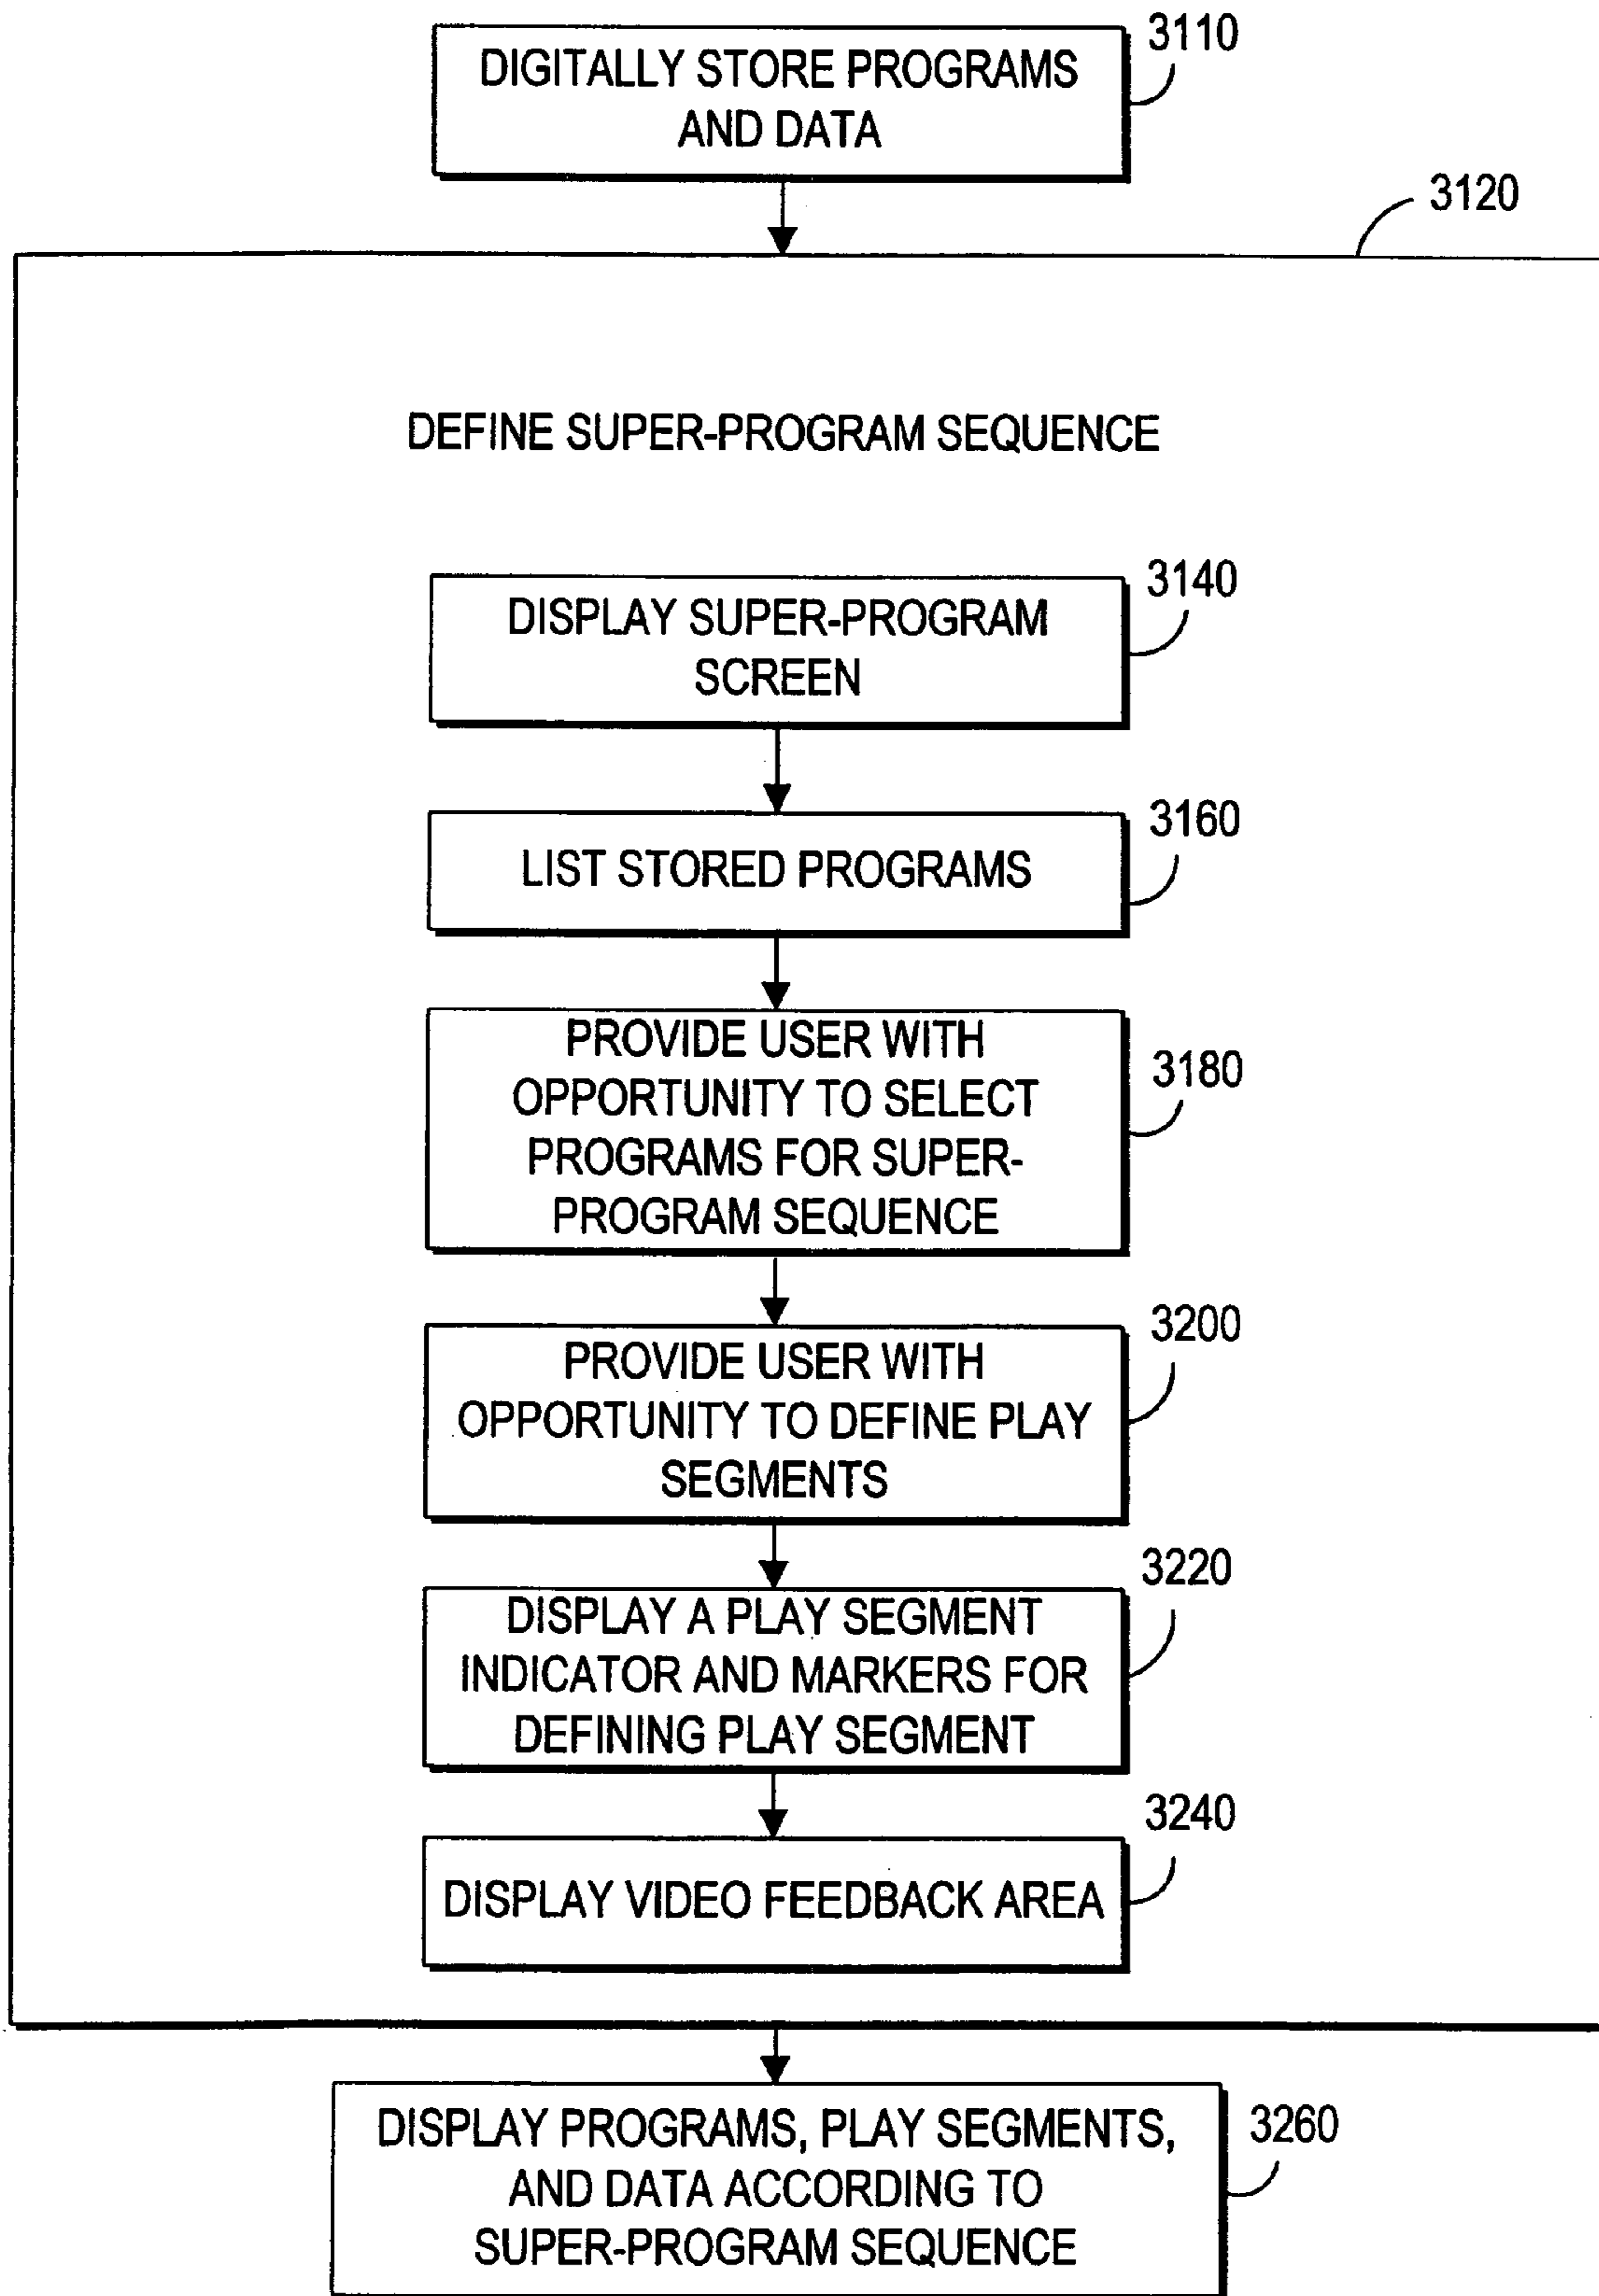 3110
DIGITALLY STORE PROGRAMS
AND DATA
3120
DEFINE SUPER-PROGRAM SEQUENCE
3140
DISPLAY SUPER-PROGRAM
SCREEN
3160
LIST STORED PROGRAMS
PROVIDE USER WITH
3180
OPPORTUNITY TO SELECT
PROGRAMS FOR SUPER-
PROGRAM SEQUENCE
3200
PROVIDE USER WITH
OPPORTUNITY TO DEFINE PLAY
SEGMENTS
3220
DISPLAY A PLAY SEGMENT
INDICATOR AND MARKERS FOR
DEFINING PLAY SEGMENT
3240
DISPLAY VIDEO FEEDBACK AREA
DISPLAY PROGRAMS, PLAY SEGMENTS,
3260
AND DATA ACCORDING TO
SUPER-PROGRAM SEQUENCE